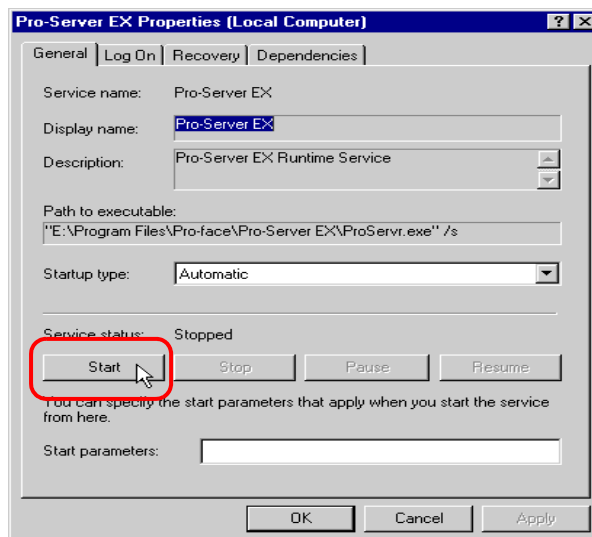 Pro-Server EX Properties (Local Computer)
General Log On Recovery Dependencies
Service name: Pro-Server EX
Display name: Pro-Server EX
Description: Pro-Server EX Runtime Service
Path to executable:
"E:\Program Files\Pro-face\Pro-Server EX\ProServr.exe" /s
Startup type: Automatic
Service status: Stopped
Start Stop Pause Resume
You can specify the start parameters that apply when you start the service
from here.
Start parameters:
OK Cancel Apply